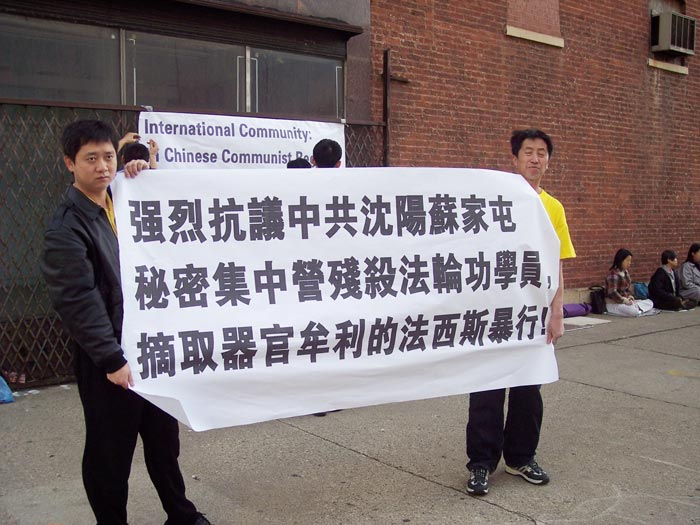 International Community:
Chinese Communist
强烈抗議中共沈陽蘇家屯
秘密集中營殘殺法輪功學員,
摘取器官牟利的法西斯暴行!